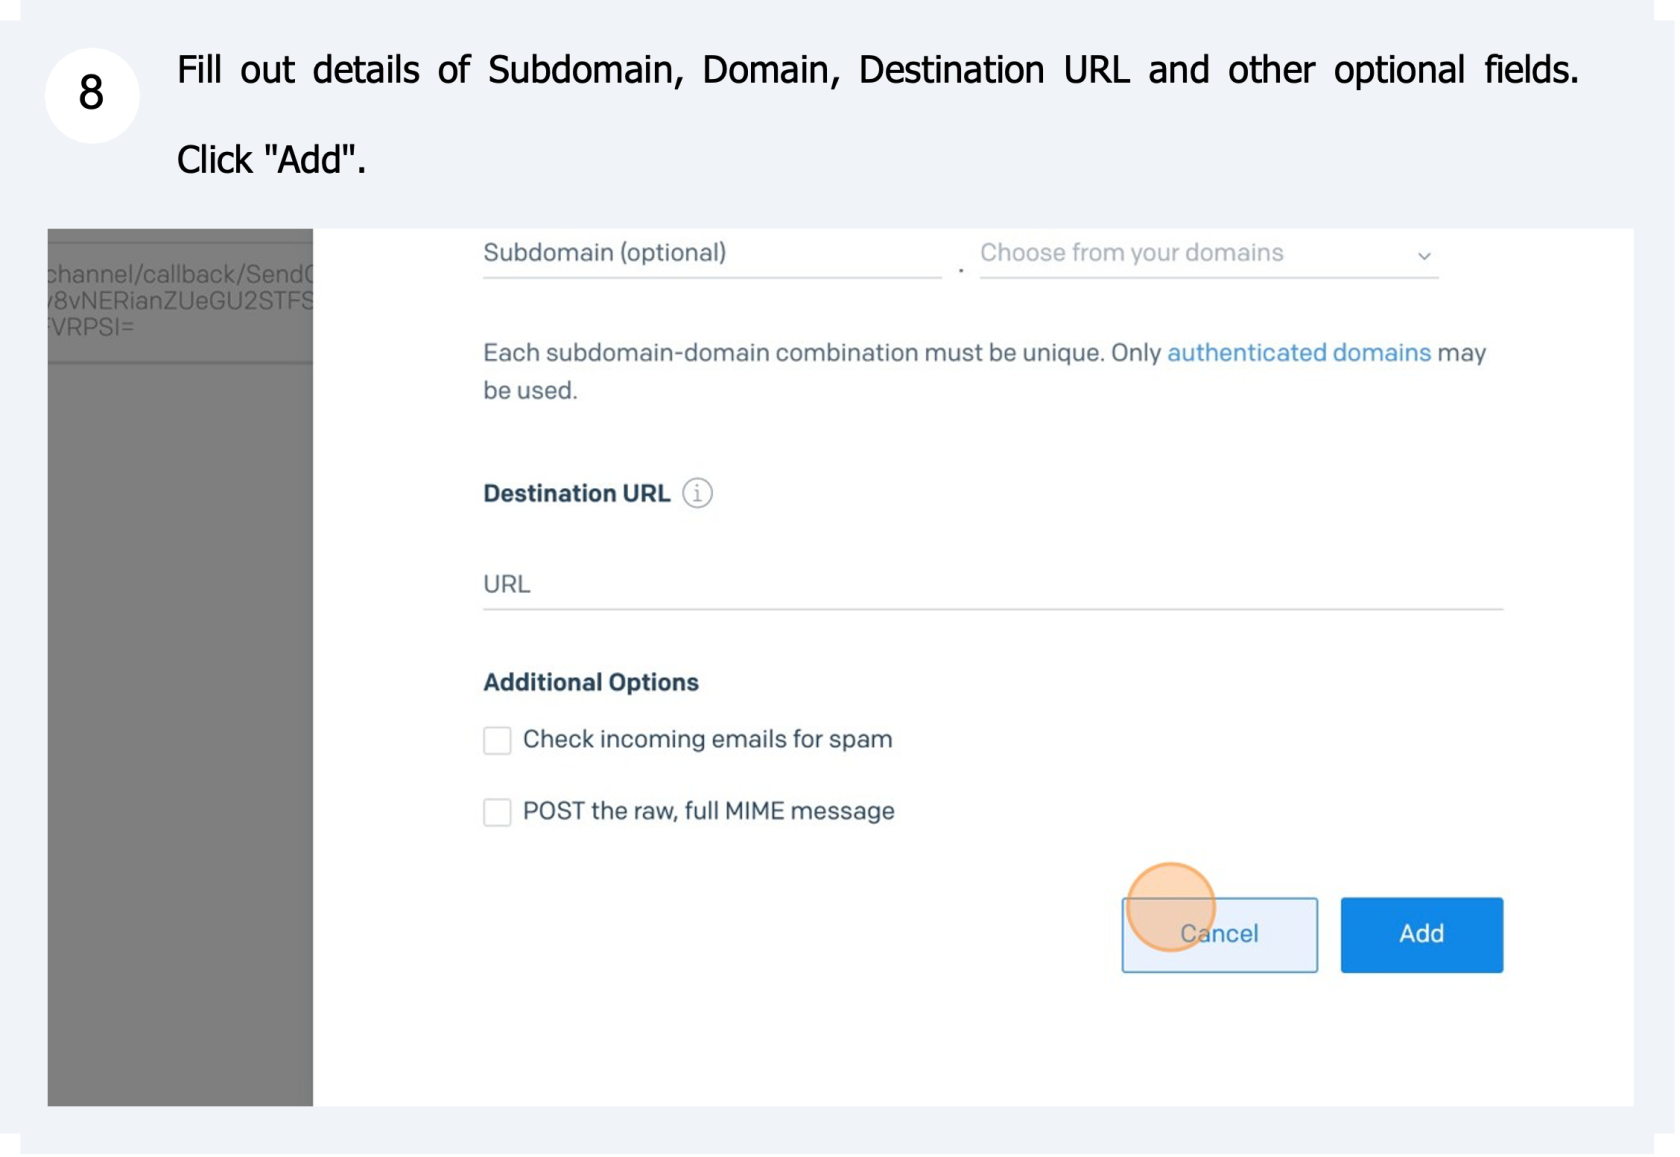 8
Fill out details of Subdomain, Domain, Destination URL and other optional fields.
Click "Add".
channel/callback/Send
8vNERianZUeGU2STFS
VRPSI=
Subdomain (optional)
. Choose from your domains
Each subdomain-domain combination must be unique. Only authenticated domains may
be used.
Destination URL
URL
Additional Options
Check incoming emails for spam
POST the raw, full MIME message
Cancel
Add